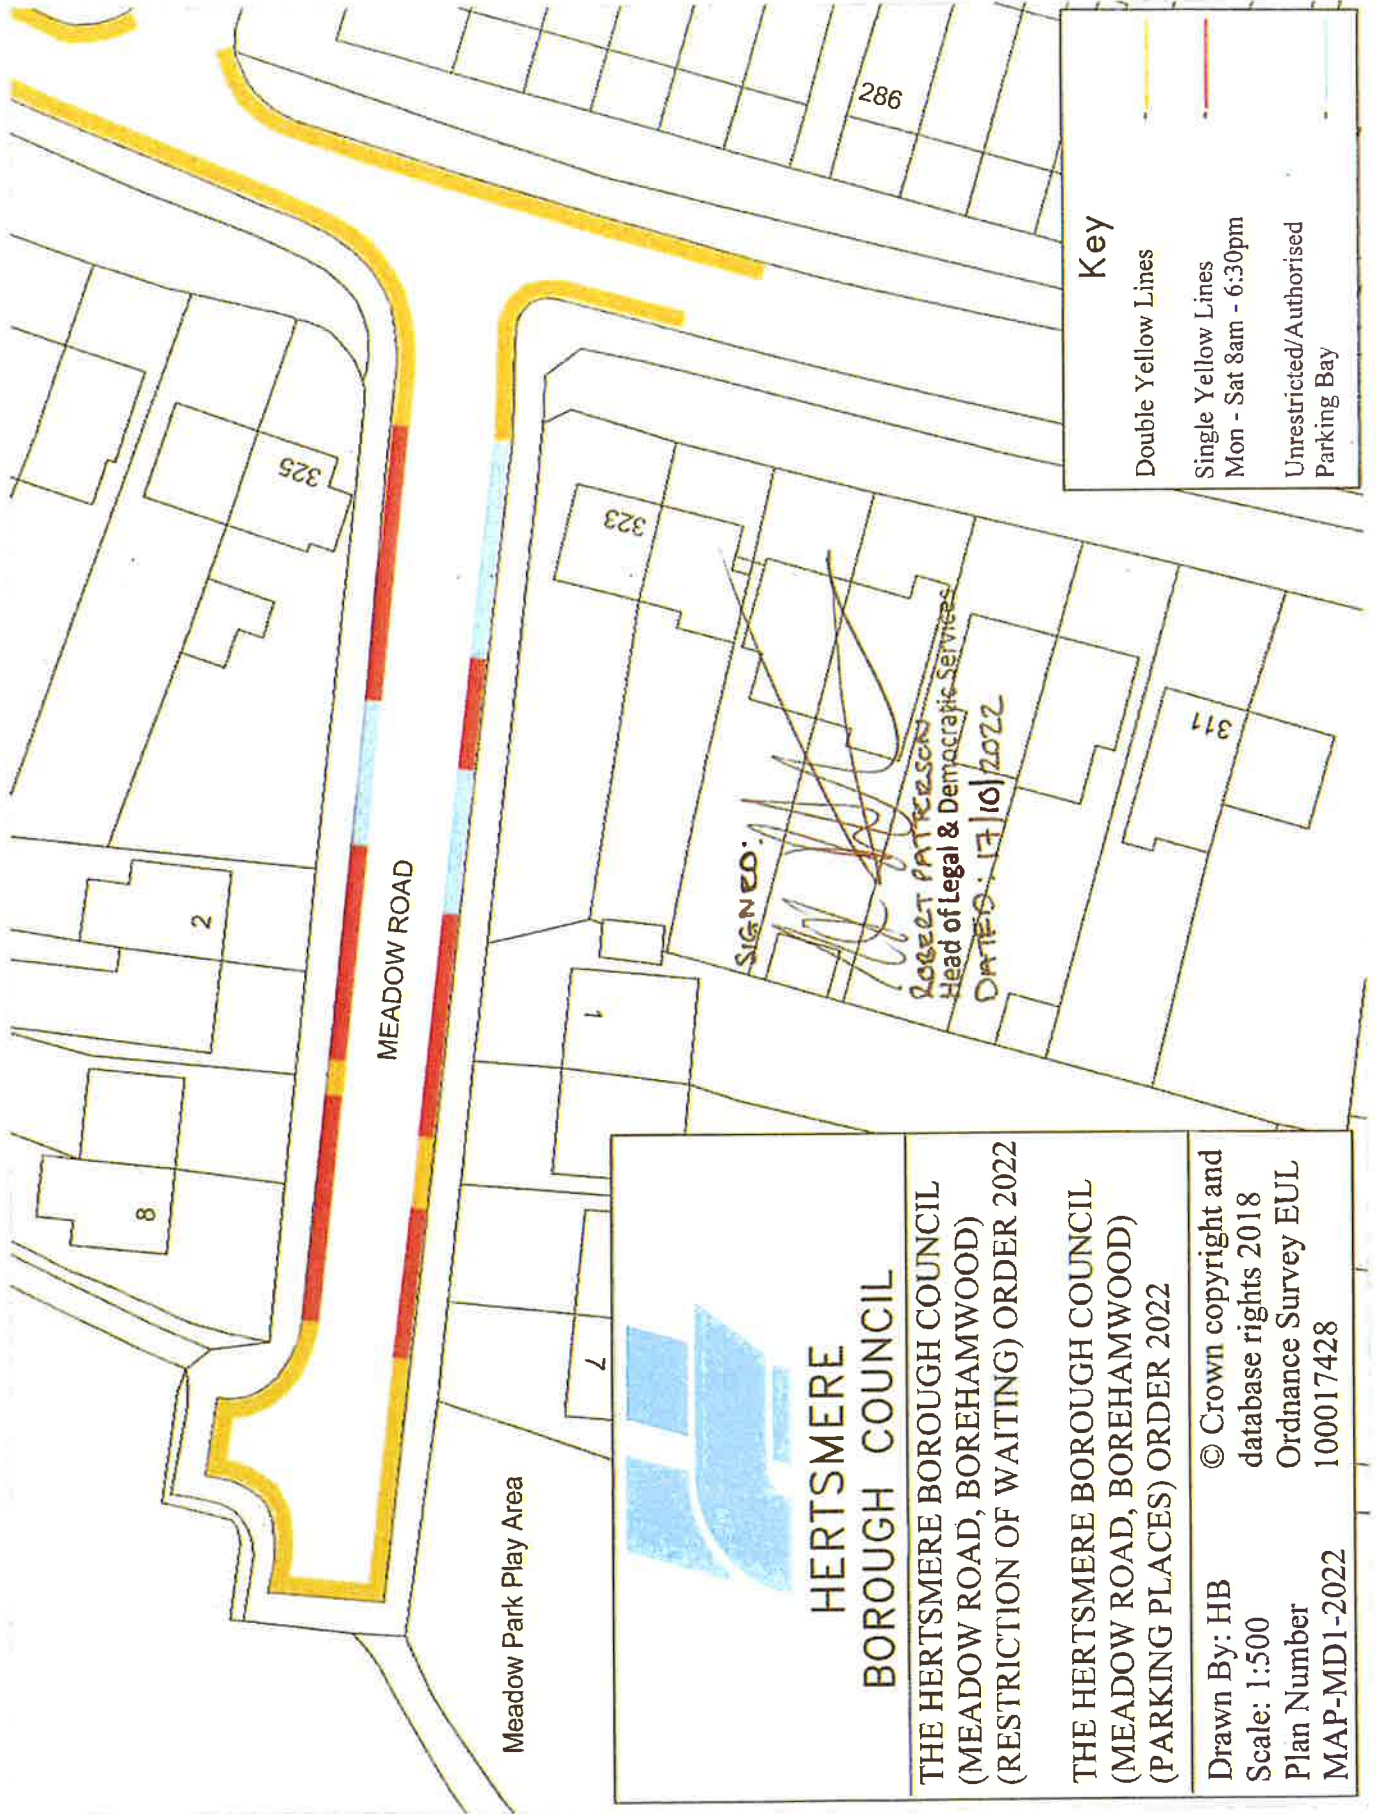 286
325
323
311
2
8
1
7
MEADOW ROAD
Meadow Park Play Area
SIGNED:
ROBERT PATTERSON
Head of Legal & Democratic Services
DATED: 17/10/2022
Key
Double Yellow Lines
Single Yellow Lines
Mon - Sat 8am - 6:30pm
Unrestricted/Authorised
Parking Bay
HERTSMERE
BOROUGH COUNCIL
THE HERTSMERE BOROUGH COUNCIL
(MEADOW ROAD, BOREHAMWOOD)
(RESTRICTION OF WAITING) ORDER 2022
THE HERTSMERE BOROUGH COUNCIL
(MEADOW ROAD, BOREHAMWOOD)
(PARKING PLACES) ORDER 2022
Drawn By: HB
Scale: 1:500
Plan Number
MAP-MD1-2022
© Crown copyright and
database rights 2018
Ordnance Survey EUL
100017428